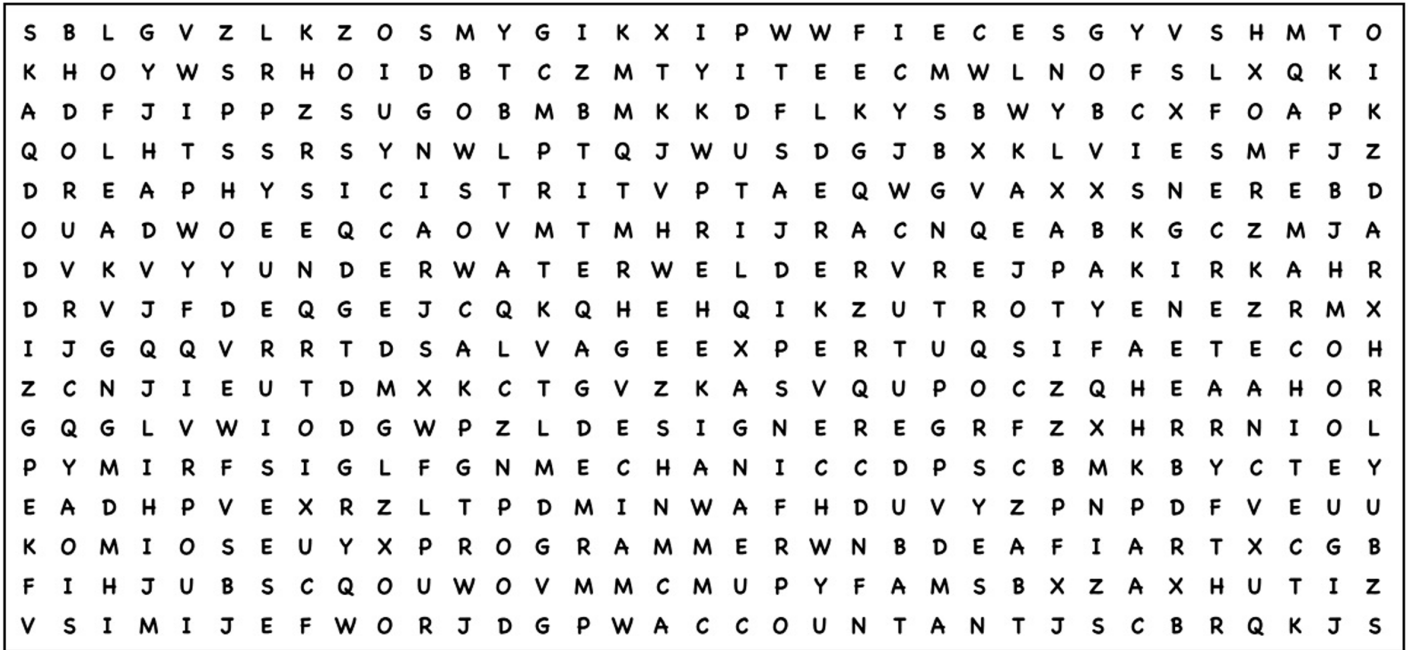 S B L G V Z L K Z O S M Y G I K X I P W W F I E C E S G Y V S H M T O
K H O Y W S R H O I D B T C Z M T Y I T E E C M W L N O F S L X Q K I
A D F J I P P Z S U G O B M B M K K D F L K Y S B W Y B C X F O A P K
Q O L H T S S R S Y N W L P T Q J W U S D G J B X K L V I E S M F J Z
D R E A P H Y S I C I S T R I T V P T A E Q W G V A X X S N E R E B D
O U A D W O E E Q C A O V M T M H R I J R A C N Q E A B K G C Z M J A
D V K V Y Y U N D E R W A T E R W E L D E R V R E J P A K I R K A H R
D R V J F D E Q G E J C Q K Q H E H Q I K Z U T R O T Y E N E Z R M X
I J G Q Q V R R T D S A L V A G E E X P E R T U Q S I F A E T E C O H
Z C N J I E U T D M X K C T G V Z K A S V Q U P O C Z Q H E A A H O R
G Q G L V W I O D G W P Z L D E S I G N E R E G R F Z X H R R N I O L
P Y M I R F S I G L F G N M E C H A N I C C D P S C B M K B Y C T E Y
E A D H P V E X R Z L T P D M I N W A F H D U V Y Z P N P D F V E U U
K O M I O S E U Y X P R O G R A M M E R W N B D E A F I A R T X C G B
F I H J U B S C Q O U W O V M M C M U P Y F A M S B X Z A X H U T I Z
V S I M I J E F W O R J D G P W A C C O U N T A N T J S C B R Q K J S